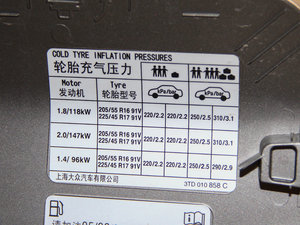 COLD TYRE INFLATION PRESSURES
轮胎充气压力
Motor Tyre kPa/bar kPa/bar
发动机 轮胎型号
1.8/118kW 205/55 R16 91V 220/2.2 220/2.2 250/2.5 310/3.1
225/45 R17 91V
2.0/147kW 205/55 R16 91V 220/2.2 220/2.2 250/2.5 310/3.1
225/45 R17 91V
1.4/ 96kW 205/55 R16 91V 220/2.2 220/2.2 250/2.5 290/2.9
225/45 R17 91V
上海大众汽车有限公司 3TD 010 858 C